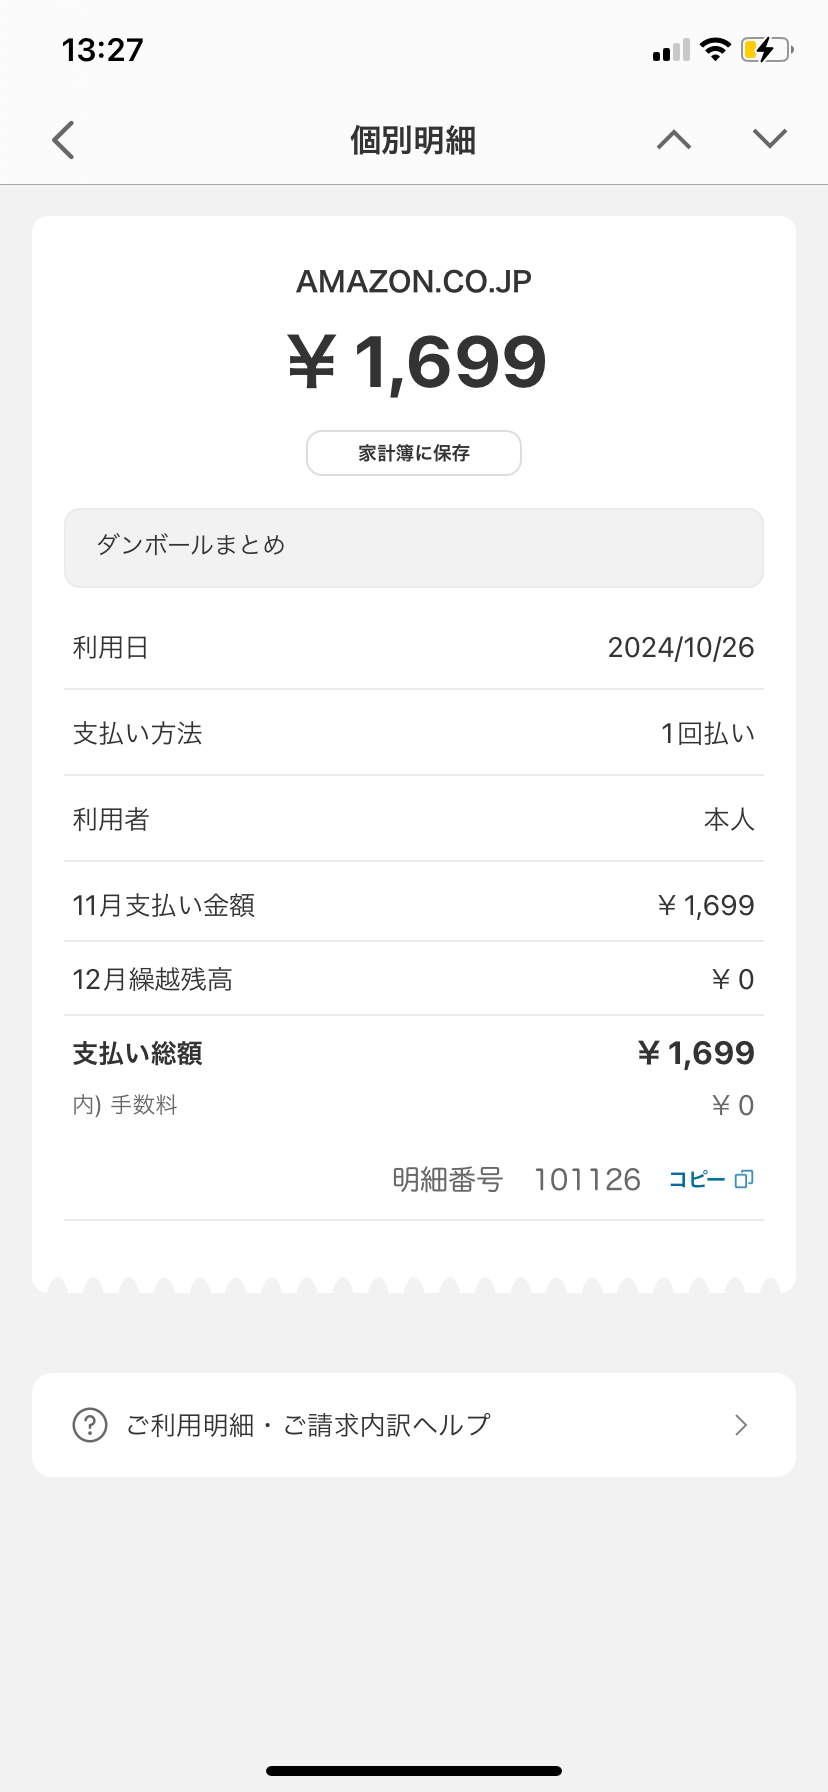 13:27
個別明細
AMAZON.CO.JP
¥ 1,699
家計簿に保存
ダンボールまとめ
利用日 2024/10/26
支払い方法 1回払い
利用者 本人
11月支払い金額 ¥ 1,699
12月繰越残高 ¥ 0
支払い総額 ¥ 1,699
内) 手数料 ¥ 0
明細番号 101126 コピー
ご利用明細・ご請求内訳ヘルプ